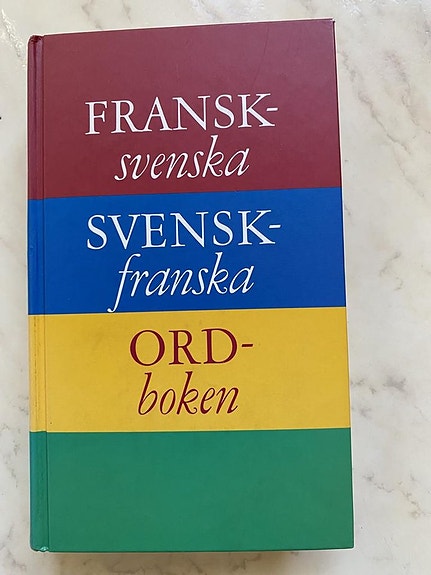 FRANSK-
svenska
SVENSK-
franska
ORD-
boken